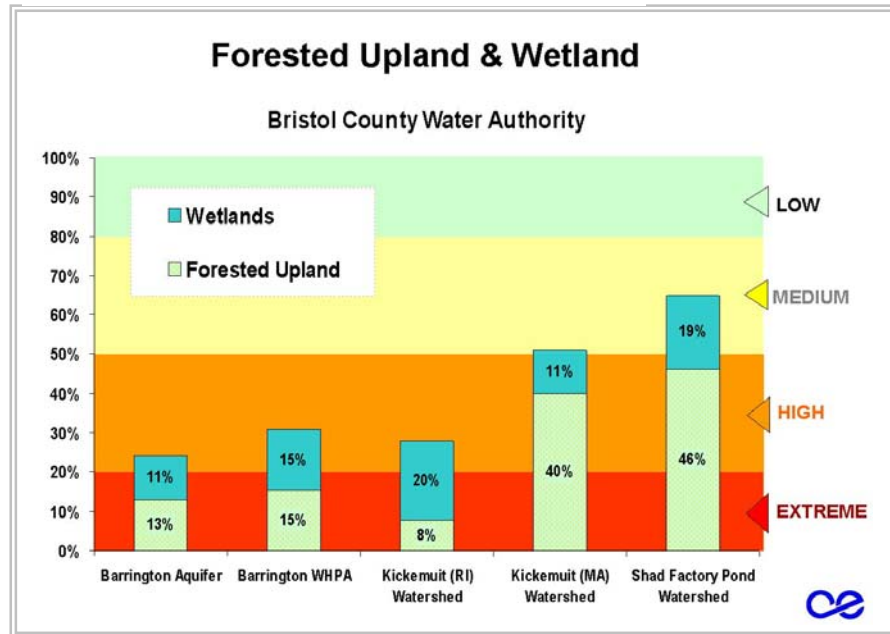 Forested Upland & Wetland
Bristol County Water Authority
100%
90%
80%
70%
60%
50%
40%
30%
20%
10%
0%
Wetlands
Forested Upland
LOW
MEDIUM
HIGH
EXTREME
11%
13%
15%
15%
20%
8%
11%
40%
19%
46%
Barrington Aquifer
Barrington WHPA
Kickemuit (RI)
Watershed
Kickemuit (MA)
Watershed
Shad Factory Pond
Watershed